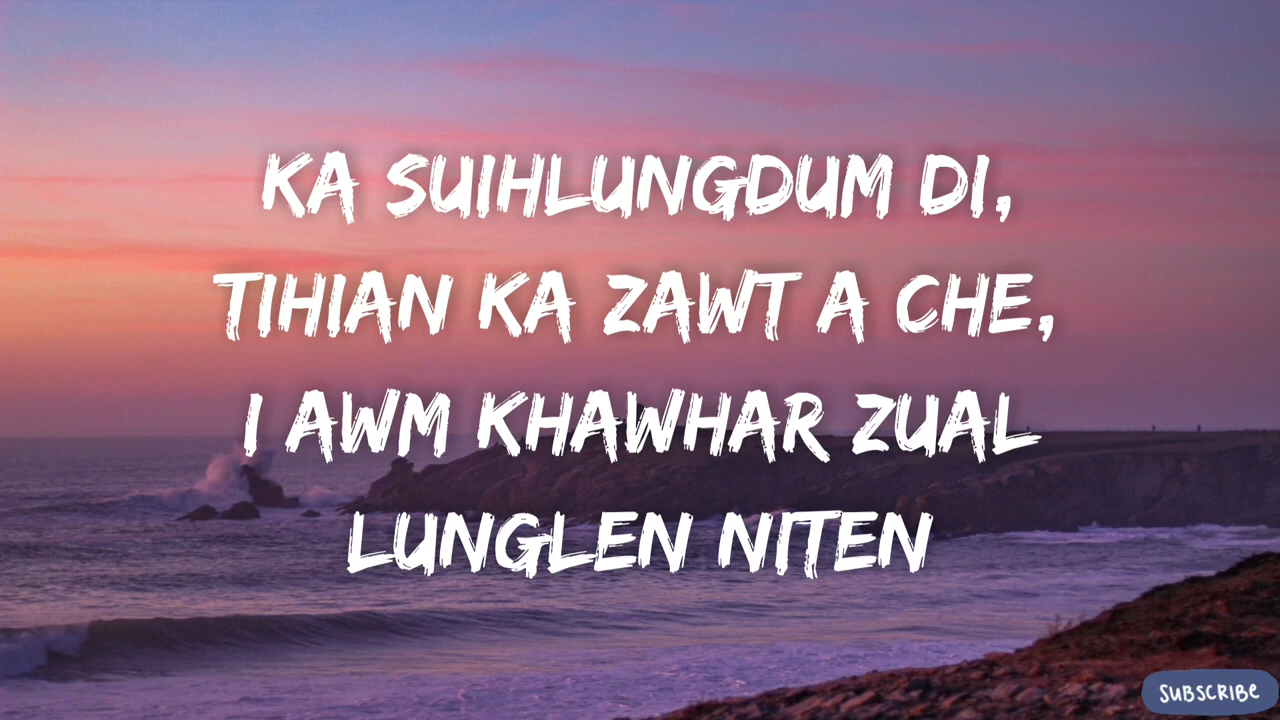 KA SUIHLUNGDUM DI,
TIHIAN KA ZAWT A CHE,
I AWM KHAWHAR ZUAL
LUNGLEN NITEN
SUBSCRIBE